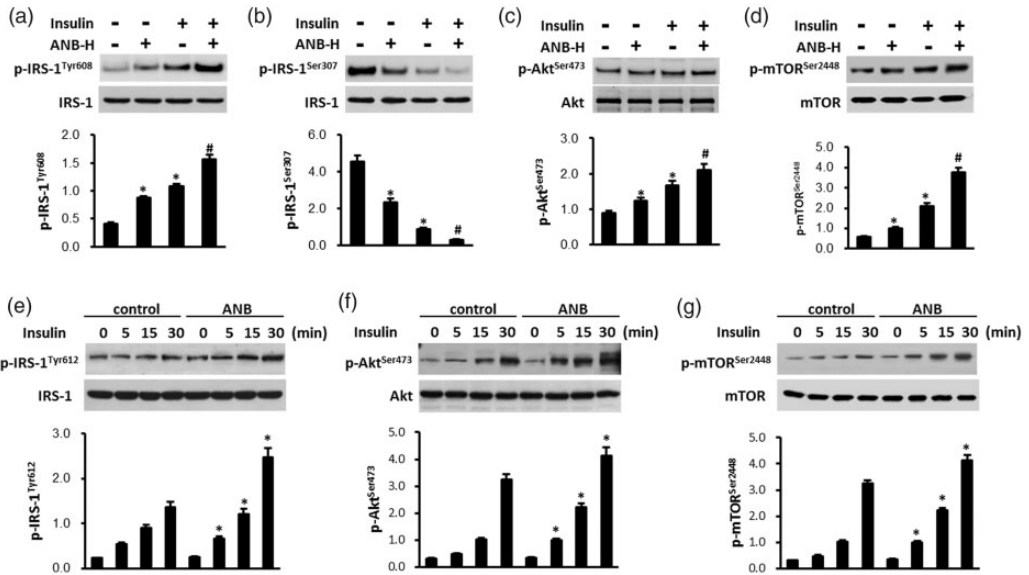 (a)
Insulin - - + +
ANB-H - + - +
p-IRS-1Tyr608
IRS-1
p-IRS-1Tyr608
2.0
1.5
1.0
0.5
0.0
* * #
(b)
Insulin - - + +
ANB-H - + - +
p-IRS-1Ser307
IRS-1
p-IRS-1Ser307
6.0
4.0
2.0
0.0
* * #
(c)
Insulin - - + +
ANB-H - + - +
p-AktSer473
Akt
p-AktSer473
3.0
2.0
1.0
0.0
* * #
(d)
Insulin - - + +
ANB-H - + - +
p-mTORSer2448
mTOR
p-mTORSer2448
5.0
4.0
3.0
2.0
1.0
0.0
* * #
(e)
control ANB
Insulin 0 5 15 30 0 5 15 30 (min)
p-IRS-1Tyr612
IRS-1
p-IRS-1Tyr612
3.0
2.0
1.0
0.0
* * *
(f)
control ANB
Insulin 0 5 15 30 0 5 15 30 (min)
p-AktSer473
Akt
p-AktSer473
5.0
4.0
3.0
2.0
1.0
0.0
* * *
(g)
control ANB
Insulin 0 5 15 30 0 5 15 30 (min)
p-mTORSer2448
mTOR
p-mTORSer2448
5.0
4.0
3.0
2.0
1.0
0.0
* * *